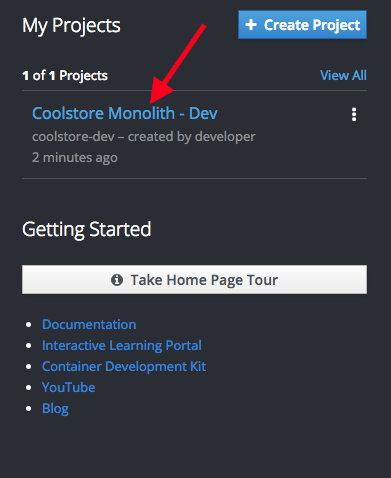 My Projects
+ Create Project
1 of 1 Projects
View All
Coolstore Monolith - Dev
coolstore-dev – created by developer
2 minutes ago
Getting Started
Take Home Page Tour
Documentation
Interactive Learning Portal
Container Development Kit
YouTube
Blog